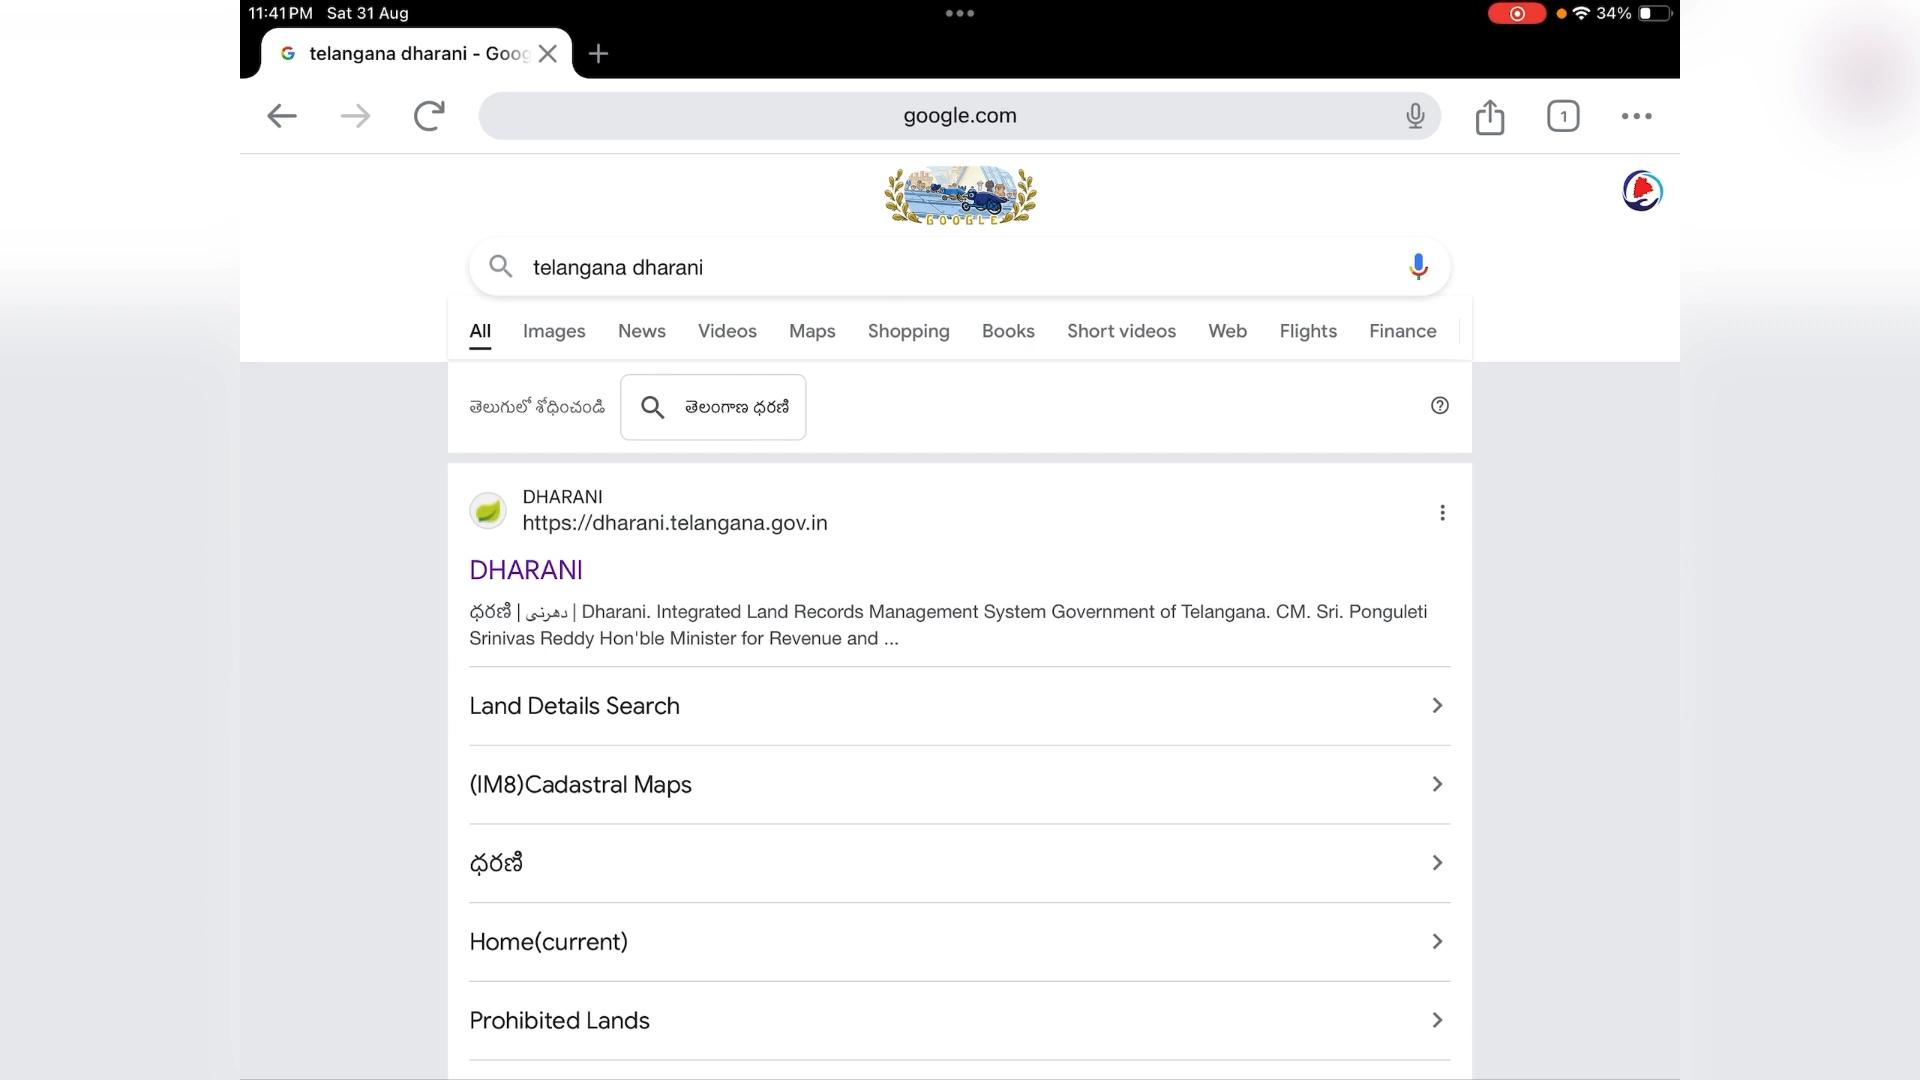 11:41 PM Sat 31 Aug
34%
telangana dharani - Goog
google.com
1
GOOGLE
telangana dharani
All Images News Videos Maps Shopping Books Short videos Web Flights Finance
తెలుగులో శోధించండి తెలంగాణ ధరణి
DHARANI
https://dharani.telangana.gov.in
DHARANI
ధరణి | دھرنی | Dharani. Integrated Land Records Management System Government of Telangana. CM. Sri. Ponguleti
Srinivas Reddy Hon'ble Minister for Revenue and ...
Land Details Search
(IM8)Cadastral Maps
ధరణి
Home(current)
Prohibited Lands